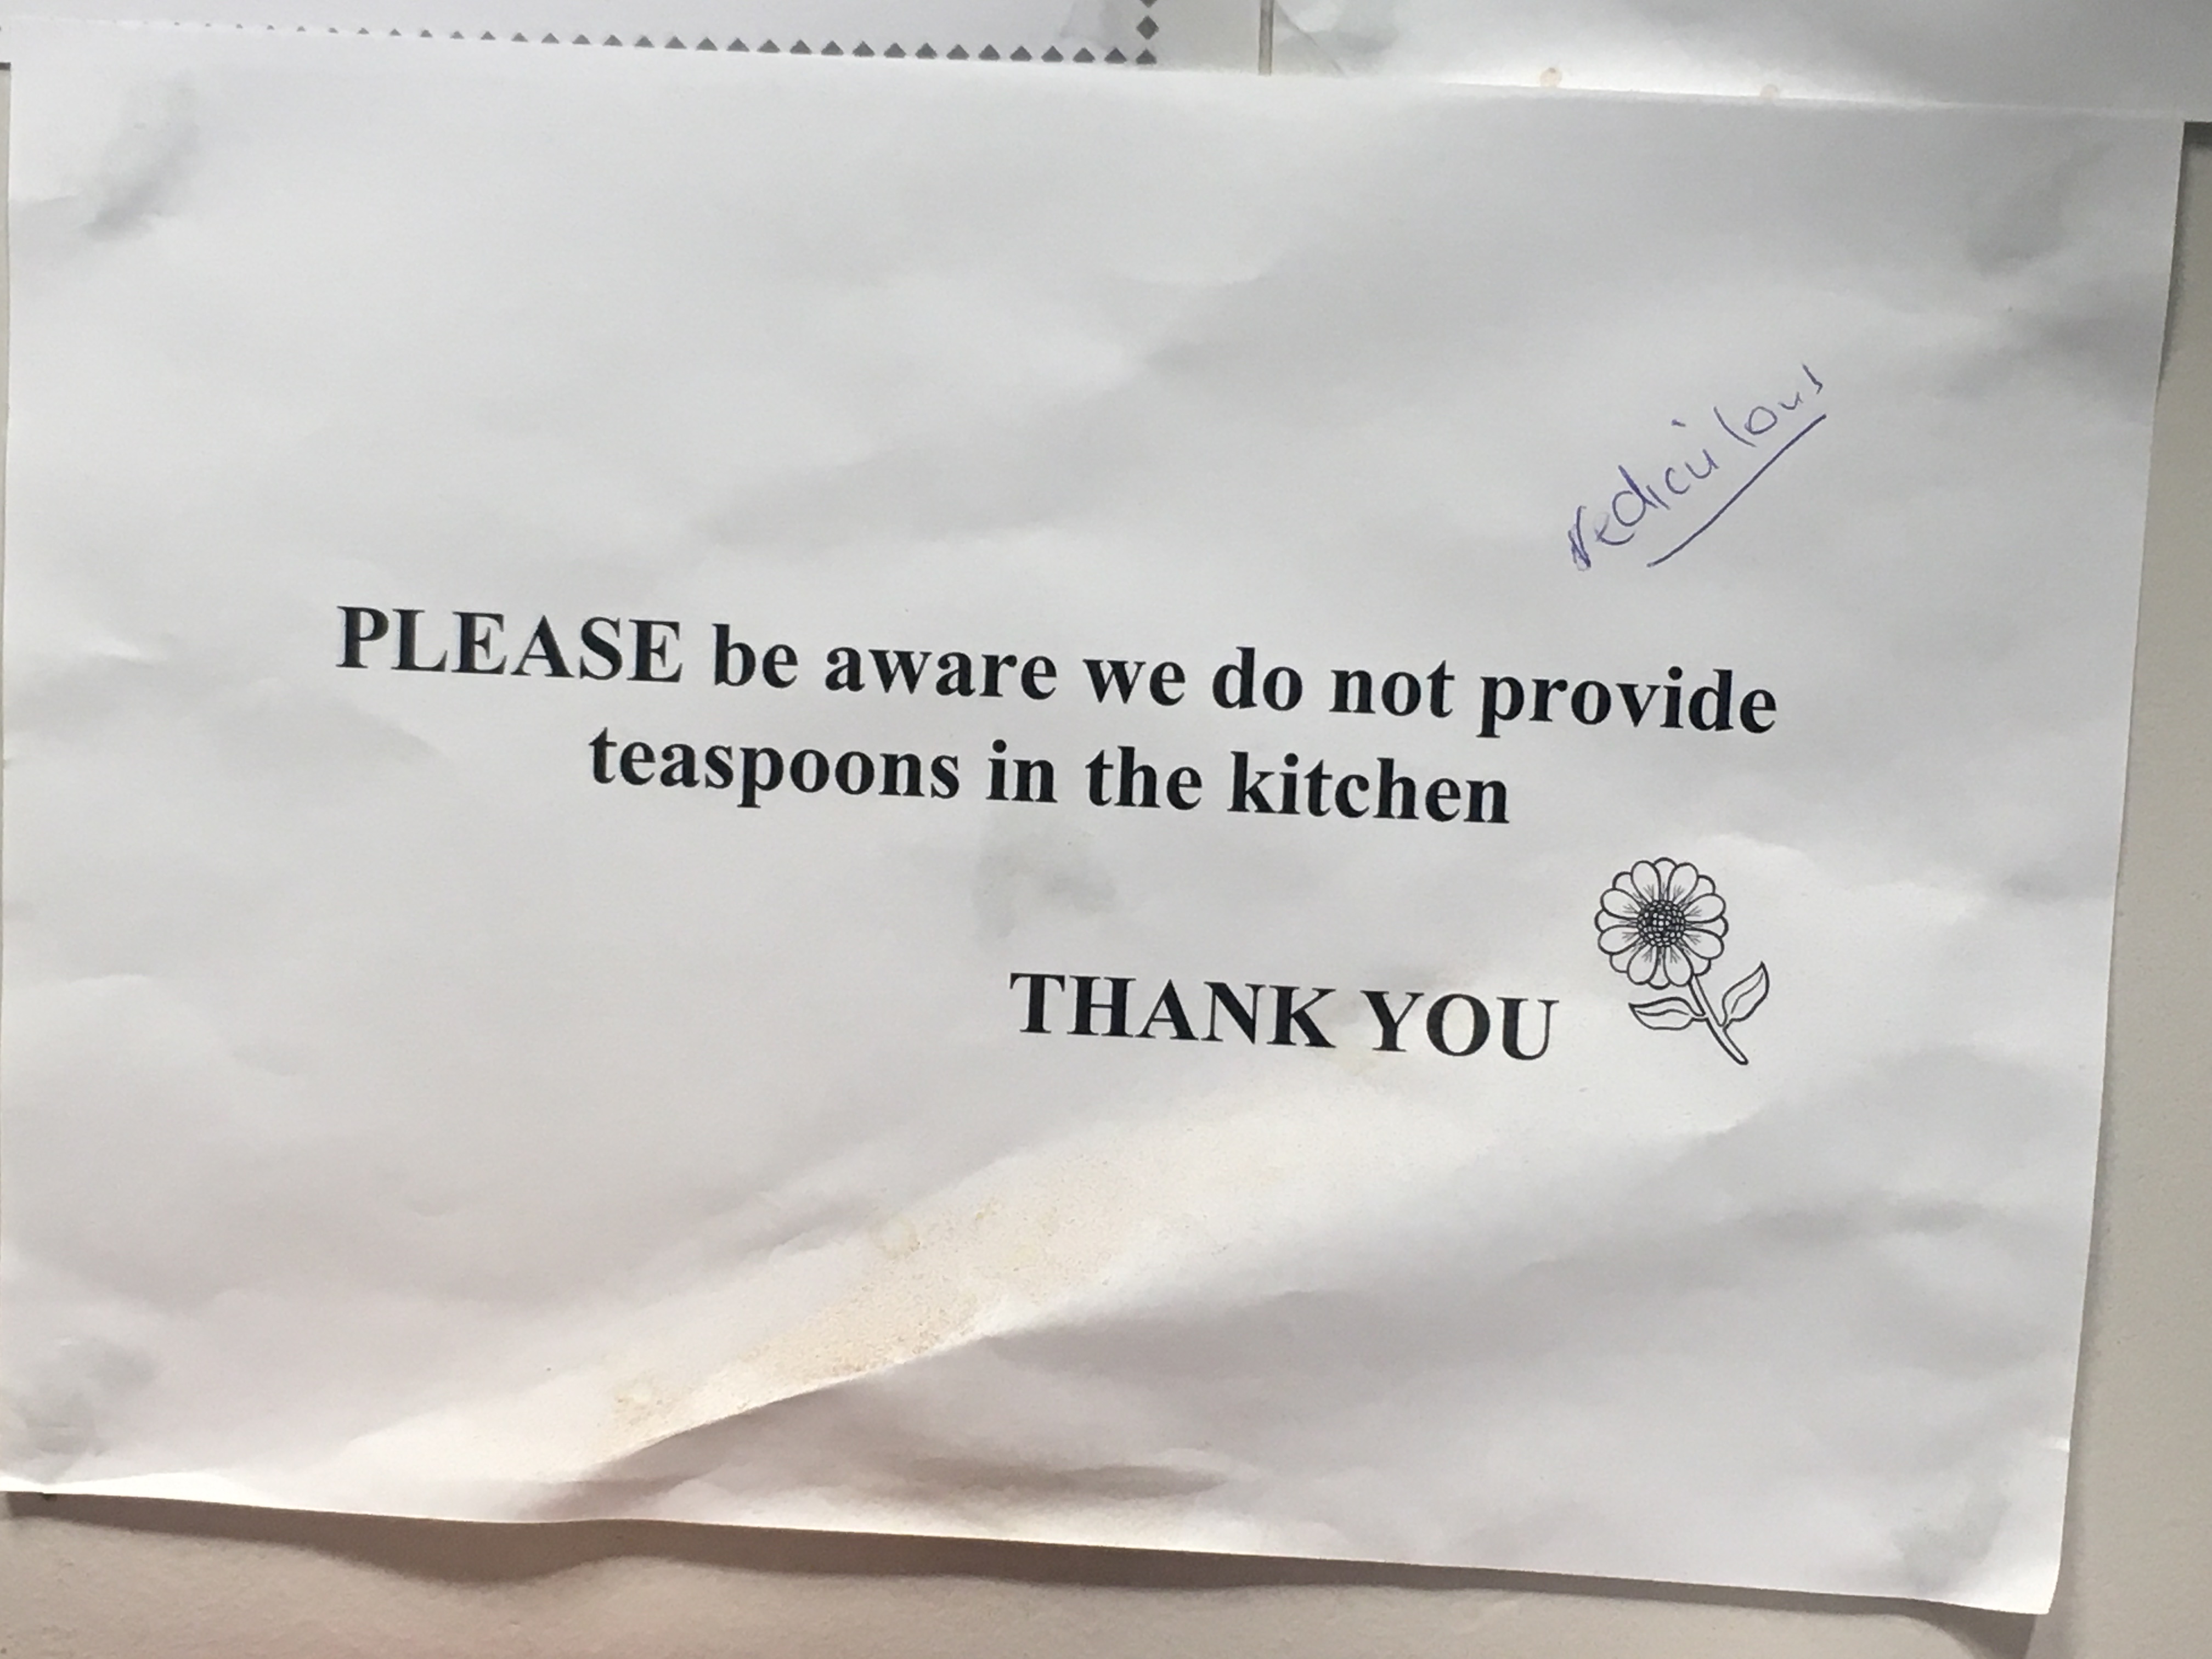 rediculous
PLEASE be aware we do not provide
teaspoons in the kitchen
THANK YOU